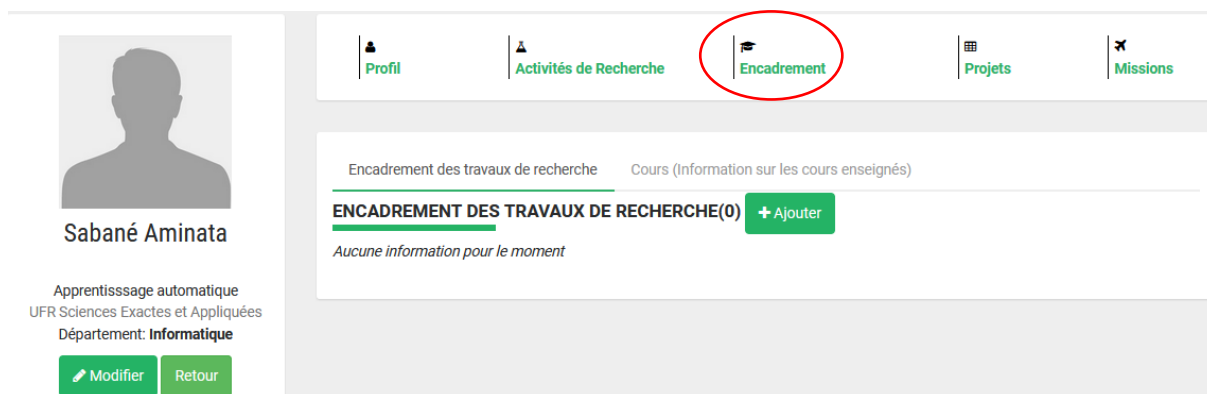 Profil
Activités de Recherche
Encadrement
Projets
Missions
Encadrement des travaux de recherche
Cours (Information sur les cours enseignés)
ENCADREMENT DES TRAVAUX DE RECHERCHE(0)
+ Ajouter
Aucune information pour le moment
Sabané Aminata
Apprentisssage automatique
UFR Sciences Exactes et Appliquées
Département: Informatique
Modifier
Retour